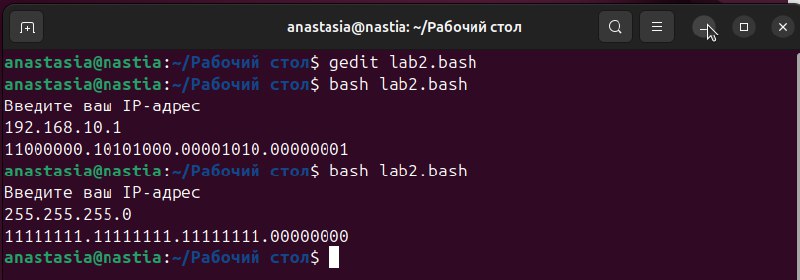 anastasia@nastia: ~/Рабочий стол
anastasia@nastia:~/Рабочий стол$ gedit lab2.bash
anastasia@nastia:~/Рабочий стол$ bash lab2.bash
Введите ваш IP-адрес
192.168.10.1
11000000.10101000.00001010.00000001
anastasia@nastia:~/Рабочий стол$ bash lab2.bash
Введите ваш IP-адрес
255.255.255.0
11111111.11111111.11111111.00000000
anastasia@nastia:~/Рабочий стол$